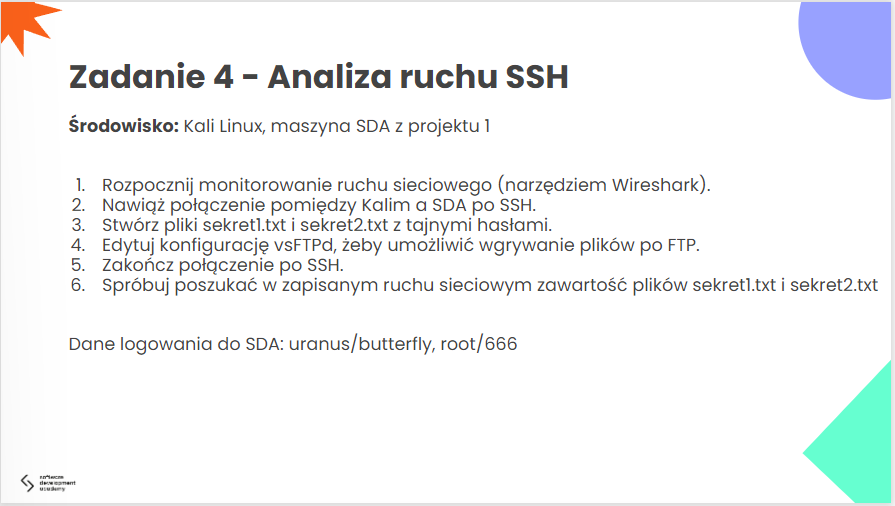 Zadanie 4 - Analiza ruchu SSH
Środowisko: Kali Linux, maszyna SDA z projektu 1
1. Rozpocznij monitorowanie ruchu sieciowego (narzędziem Wireshark).
2. Nawiąż połączenie pomiędzy Kalim a SDA po SSH.
3. Stwórz pliki sekret1.txt i sekret2.txt z tajnymi hasłami.
4. Edytuj konfigurację vsFTPd, żeby umożliwić wgrywanie plików po FTP.
5. Zakończ połączenie po SSH.
6. Spróbuj poszukać w zapisanym ruchu sieciowym zawartość plików sekret1.txt i sekret2.txt
Dane logowania do SDA: uranus/butterfly, root/666
software
development
academy